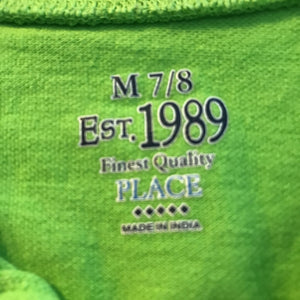 M 7/8
EST. 1989
Finest Quality
PLACE
MADE IN INDIA